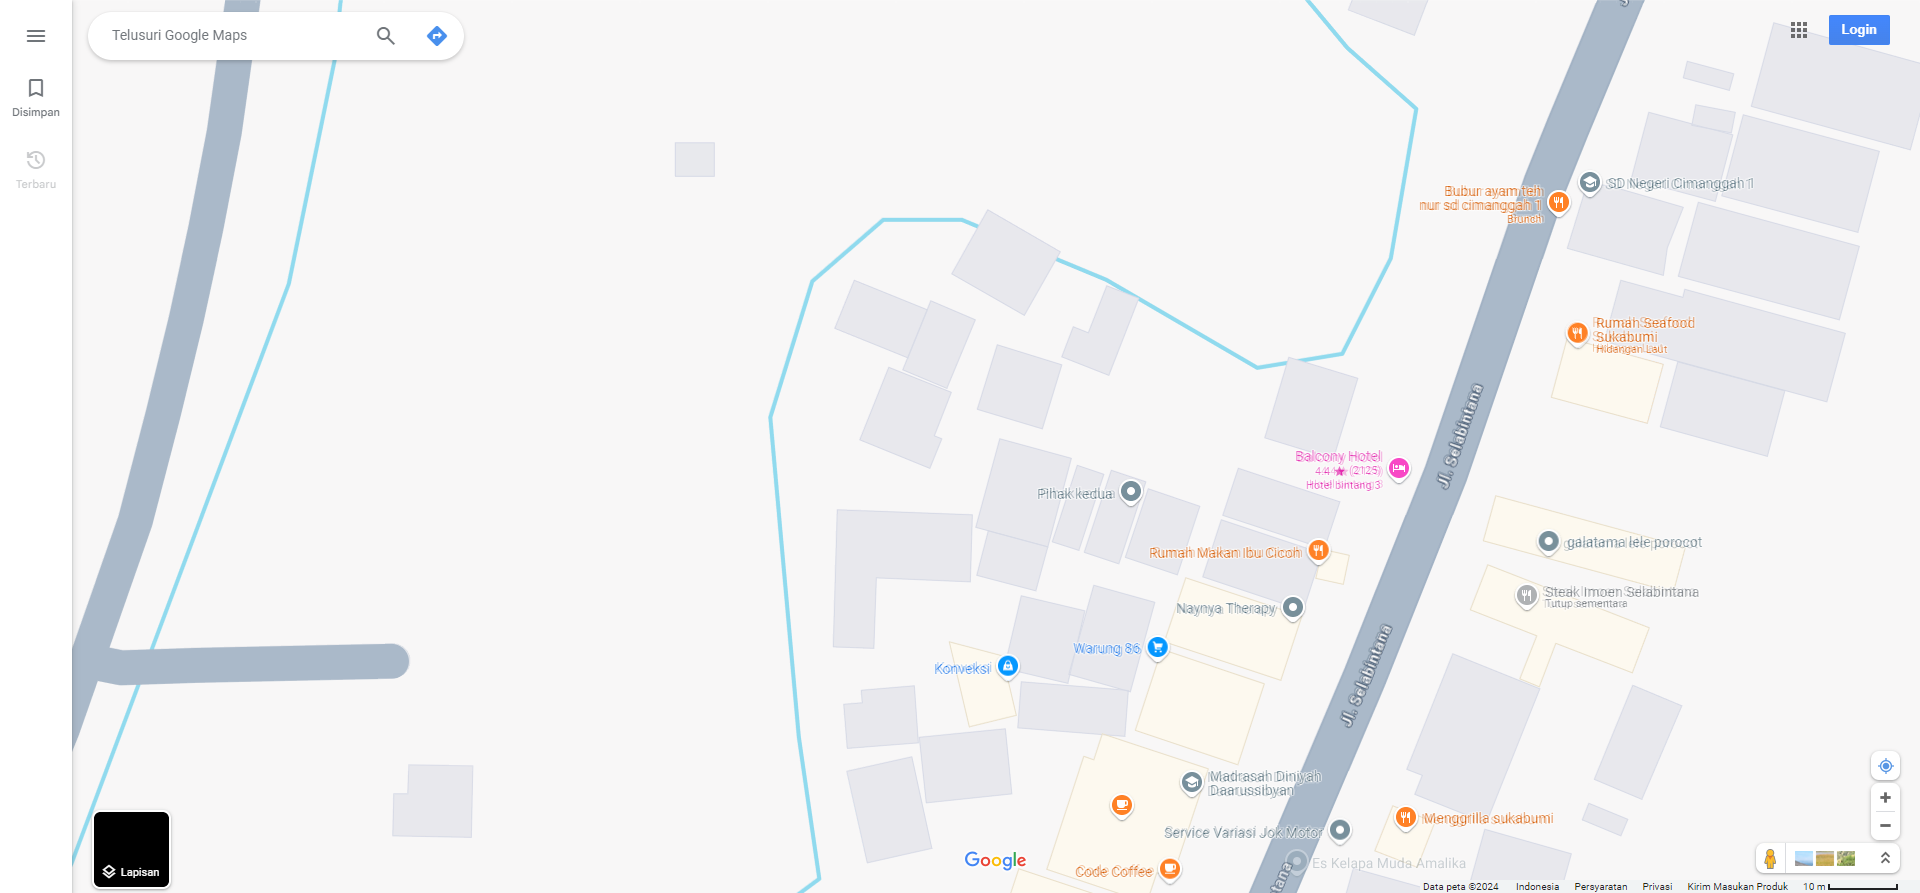 Telusuri Google Maps
Login
Disimpan
Terbaru
Jl. Selabintana
SD Negeri Cimanggah 1
Bubur ayam teh
nur sd cimanggah 1
Brunch
Rumah Seafood
Sukabumi
Hidangan Laut
Balcony Hotel
4.4 ★ (2125)
Hotel bintang 3
Pihak kedua
Rumah Makan Ibu Cicoh
galatama lele porocot
Steak Imoen Selabintana
Tutup sementara
Naynya Therapy
Warung 86
Konveksi
Jl. Selabintana
Madrasah Diniyah
Daarussibyan
Service Variasi Jok Motor
Menggrilla sukabumi
Es Kelapa Muda Amalika
Code Coffee
Google
Lapisan
Data peta ©2024
Indonesia
Persyaratan
Privasi
Kirim Masukan Produk
10 m